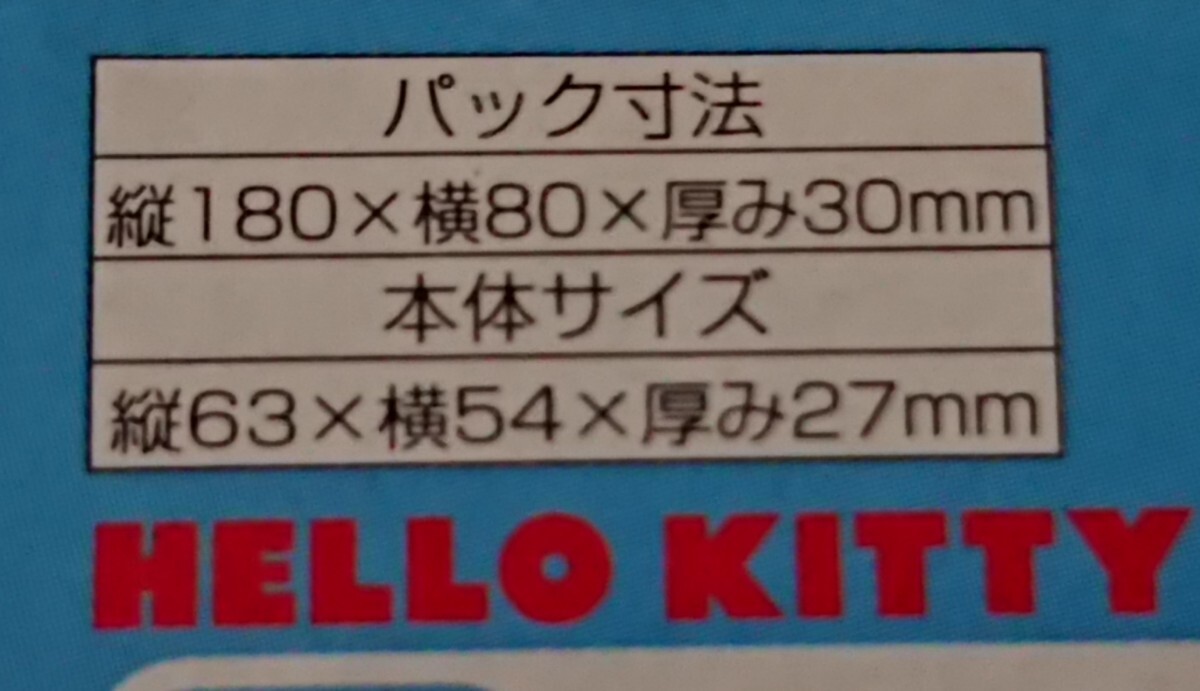 パック寸法
縦180×横80×厚み30mm
本体サイズ
縦63×横54×厚み27mm
HELLO KITTY